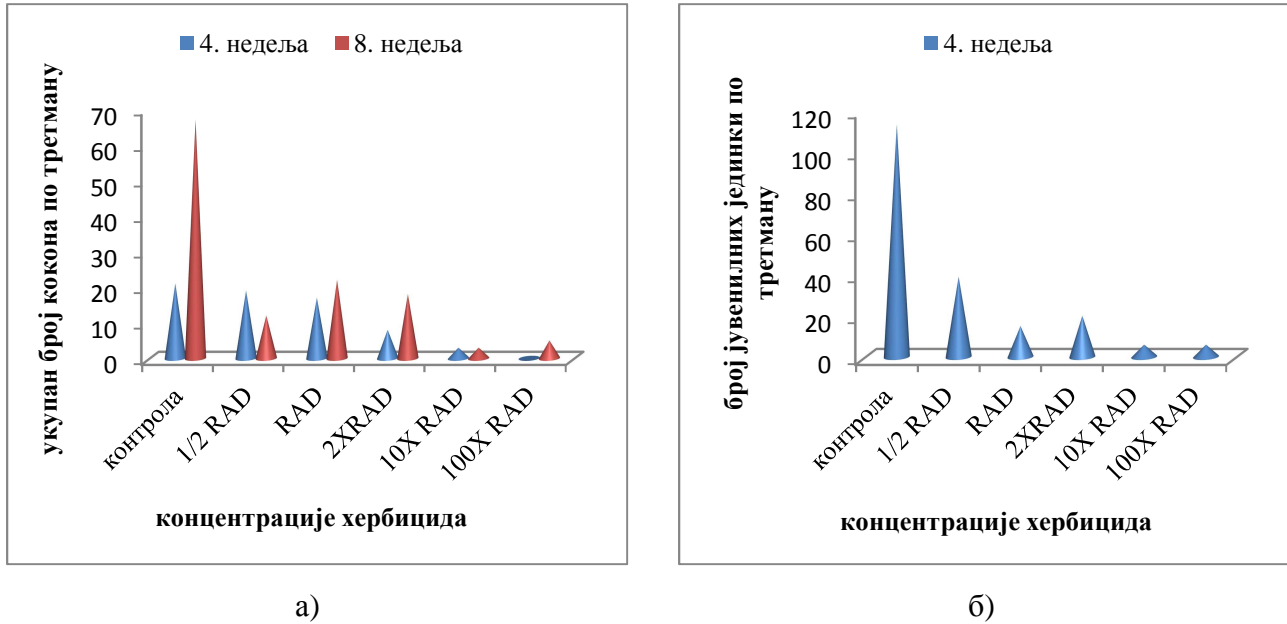 4. недеља 8. недеља
укупан број кокона по третману
70
60
50
40
30
20
10
0
контрола
1/2 RAD
RAD
2XRAD
10X RAD
100X RAD
концентрације хербицида
а)
4. недеља
број јувенилних јединки по
третману
120
100
80
60
40
20
0
контрола
1/2 RAD
RAD
2XRAD
10X RAD
100X RAD
концентрације хербицида
б)